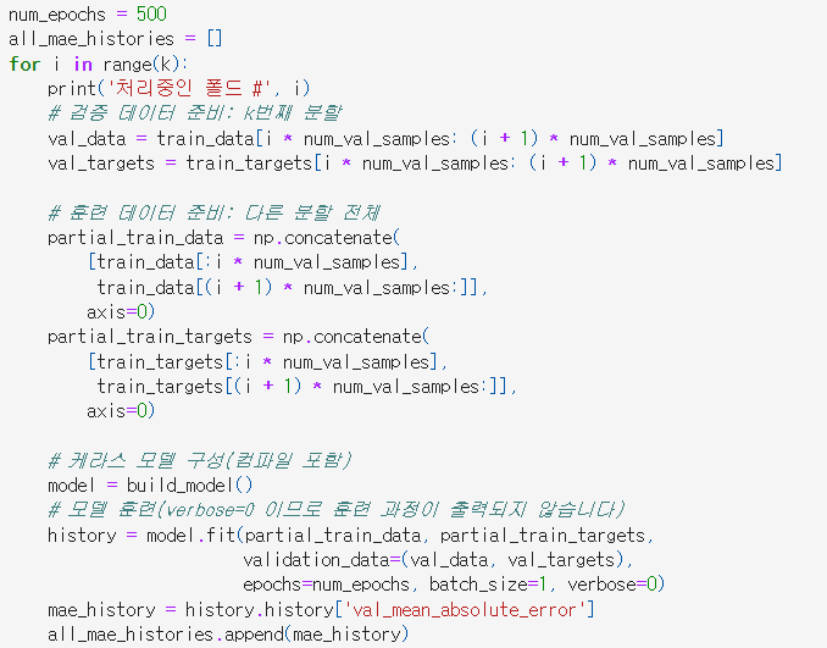 num_epochs = 500
all_mae_histories = []
for i in range(k):
    print('처리중인 폴드 #', i)
    # 검증 데이터 준비: k번째 분할
    val_data = train_data[i * num_val_samples: (i + 1) * num_val_samples]
    val_targets = train_targets[i * num_val_samples: (i + 1) * num_val_samples]

    # 훈련 데이터 준비: 다른 분할 전체
    partial_train_data = np.concatenate(
        [train_data[:i * num_val_samples],
         train_data[(i + 1) * num_val_samples:]],
        axis=0)
    partial_train_targets = np.concatenate(
        [train_targets[:i * num_val_samples],
         train_targets[(i + 1) * num_val_samples:]],
        axis=0)

    # 케라스 모델 구성(컴파일 포함)
    model = build_model()
    # 모델 훈련(verbose=0 이므로 훈련 과정이 출력되지 않습니다)
    history = model.fit(partial_train_data, partial_train_targets,
                        validation_data=(val_data, val_targets),
                        epochs=num_epochs, batch_size=1, verbose=0)
    mae_history = history.history['val_mean_absolute_error']
    all_mae_histories.append(mae_history)